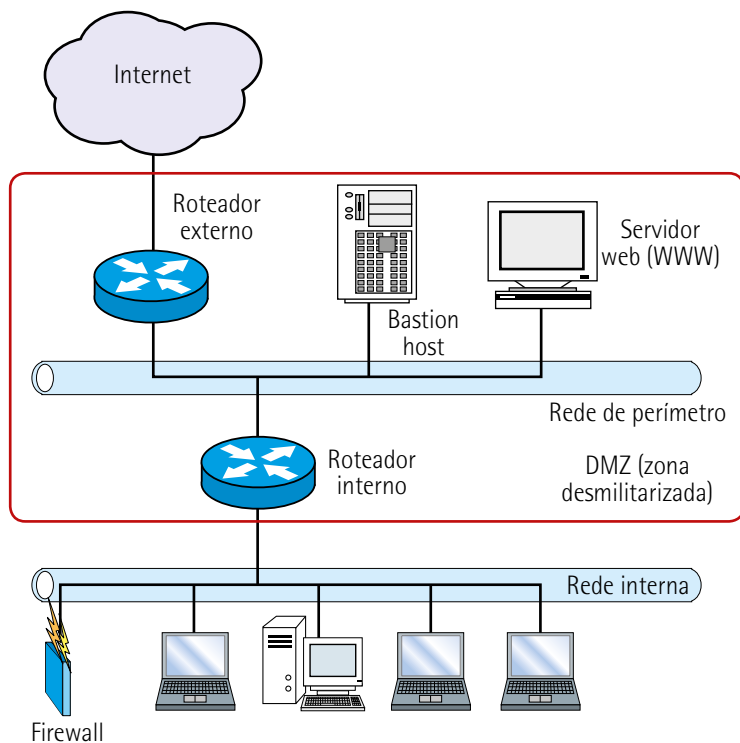 Internet
Roteador
externo
Servidor
web (WWW)
Bastion
host
Rede de perímetro
Roteador
interno
DMZ (zona
desmilitarizada)
Rede interna
Firewall